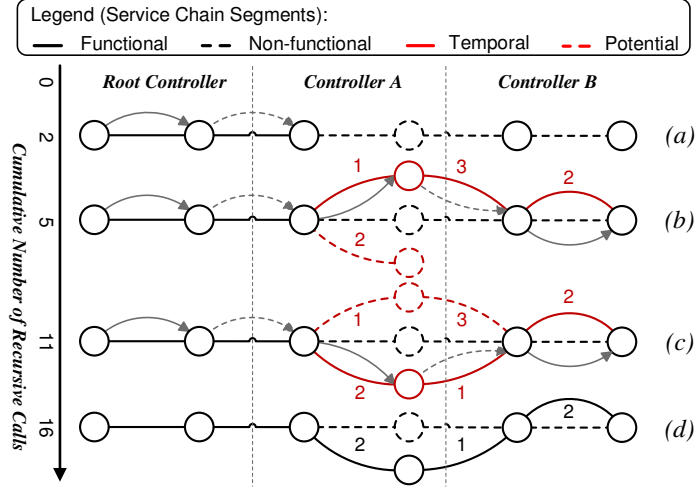 Legend (Service Chain Segments):
Functional Non-functional Temporal Potential
Root Controller Controller A Controller B
0
2 (a)
1 3 2
5 (b)
2
1 3 2
11 (c)
2 1
16 2 1 2 (d)
Cumulative Number of Recursive Calls